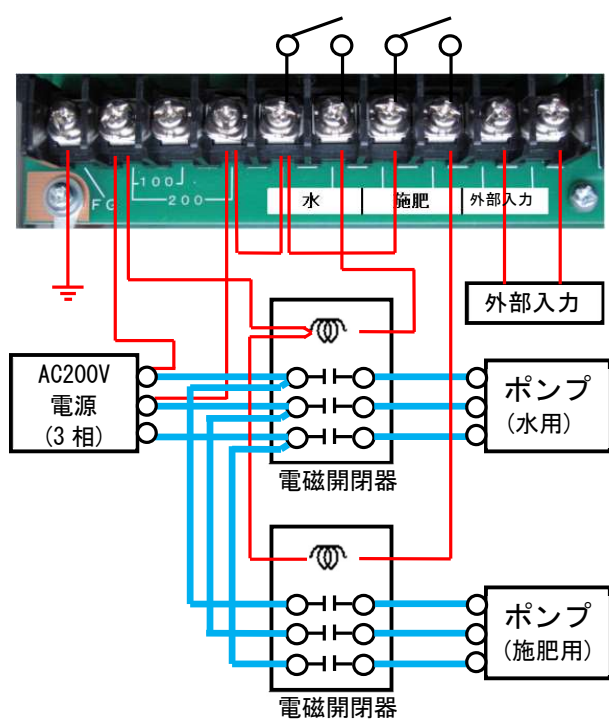 FG
100
200
水
施肥
外部入力
外部入力
AC200V
電源
(3相)
ポンプ
(水用)
電磁開閉器
ポンプ
(施肥用)
電磁開閉器